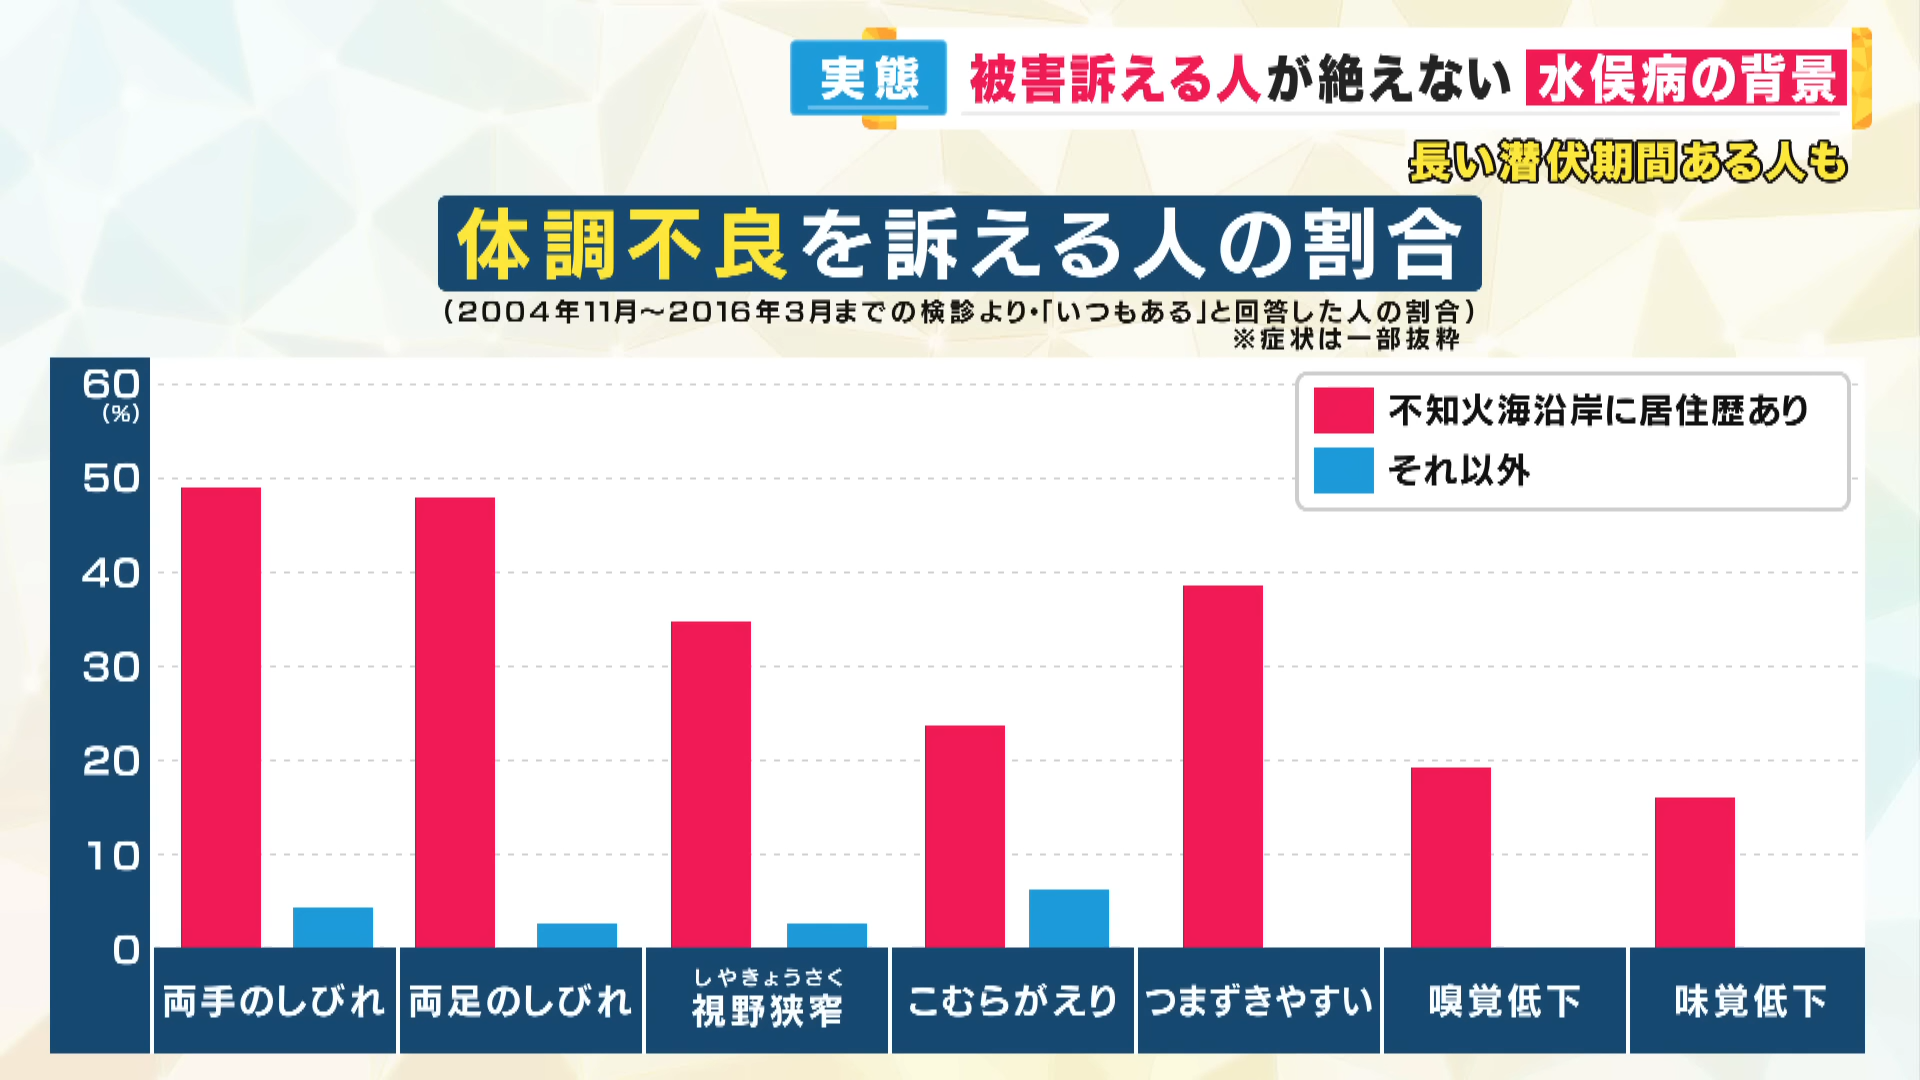 実態 被害訴える人が絶えない 水俣病の背景
長い潜伏期間ある人も
体調不良を訴える人の割合
(2004年11月〜2016年3月までの検診より・「いつもある」と回答した人の割合)
※症状は一部抜粋
60
(%)
50
40
30
20
10
0
不知火海沿岸に居住歴あり
それ以外
両手のしびれ
両足のしびれ
しやきょうさく
視野狭窄
こむらがえり
つまずきやすい
嗅覚低下
味覚低下